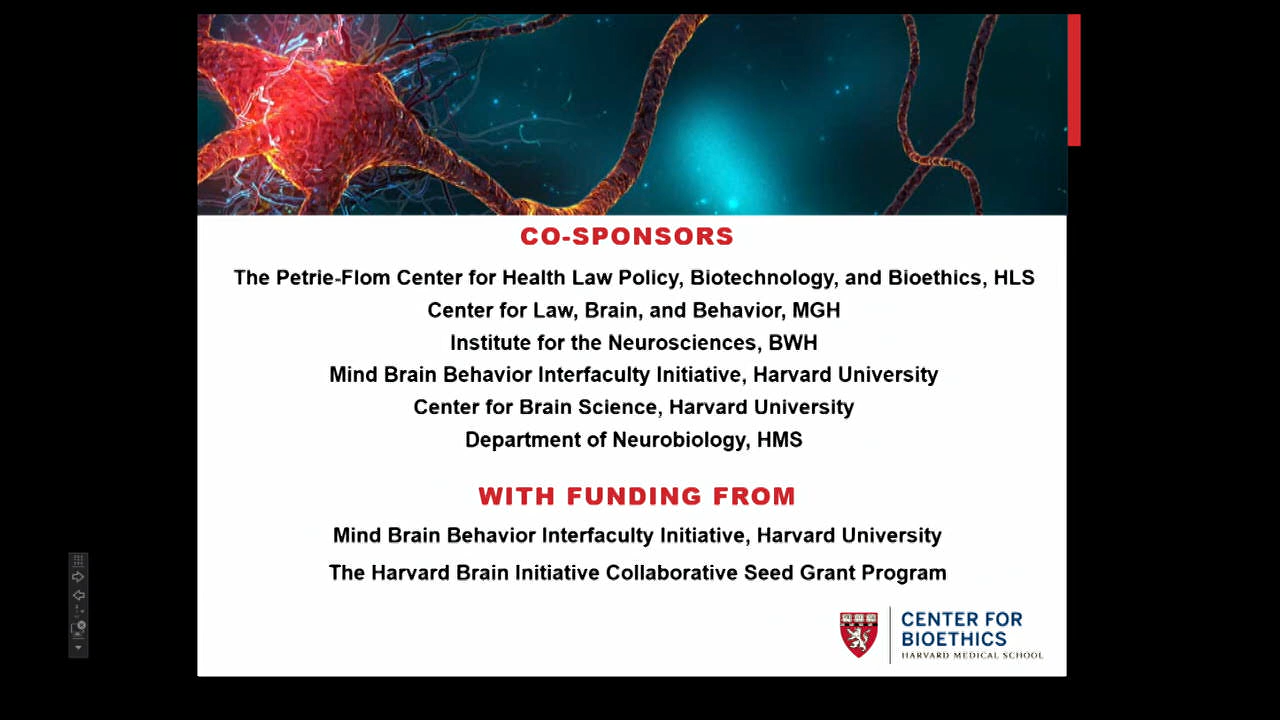 CO-SPONSORS
The Petrie-Flom Center for Health Law Policy, Biotechnology, and Bioethics, HLS
Center for Law, Brain, and Behavior, MGH
Institute for the Neurosciences, BWH
Mind Brain Behavior Interfaculty Initiative, Harvard University
Center for Brain Science, Harvard University
Department of Neurobiology, HMS
WITH FUNDING FROM
Mind Brain Behavior Interfaculty Initiative, Harvard University
The Harvard Brain Initiative Collaborative Seed Grant Program
CENTER FOR
BIOETHICS
HARVARD MEDICAL SCHOOL